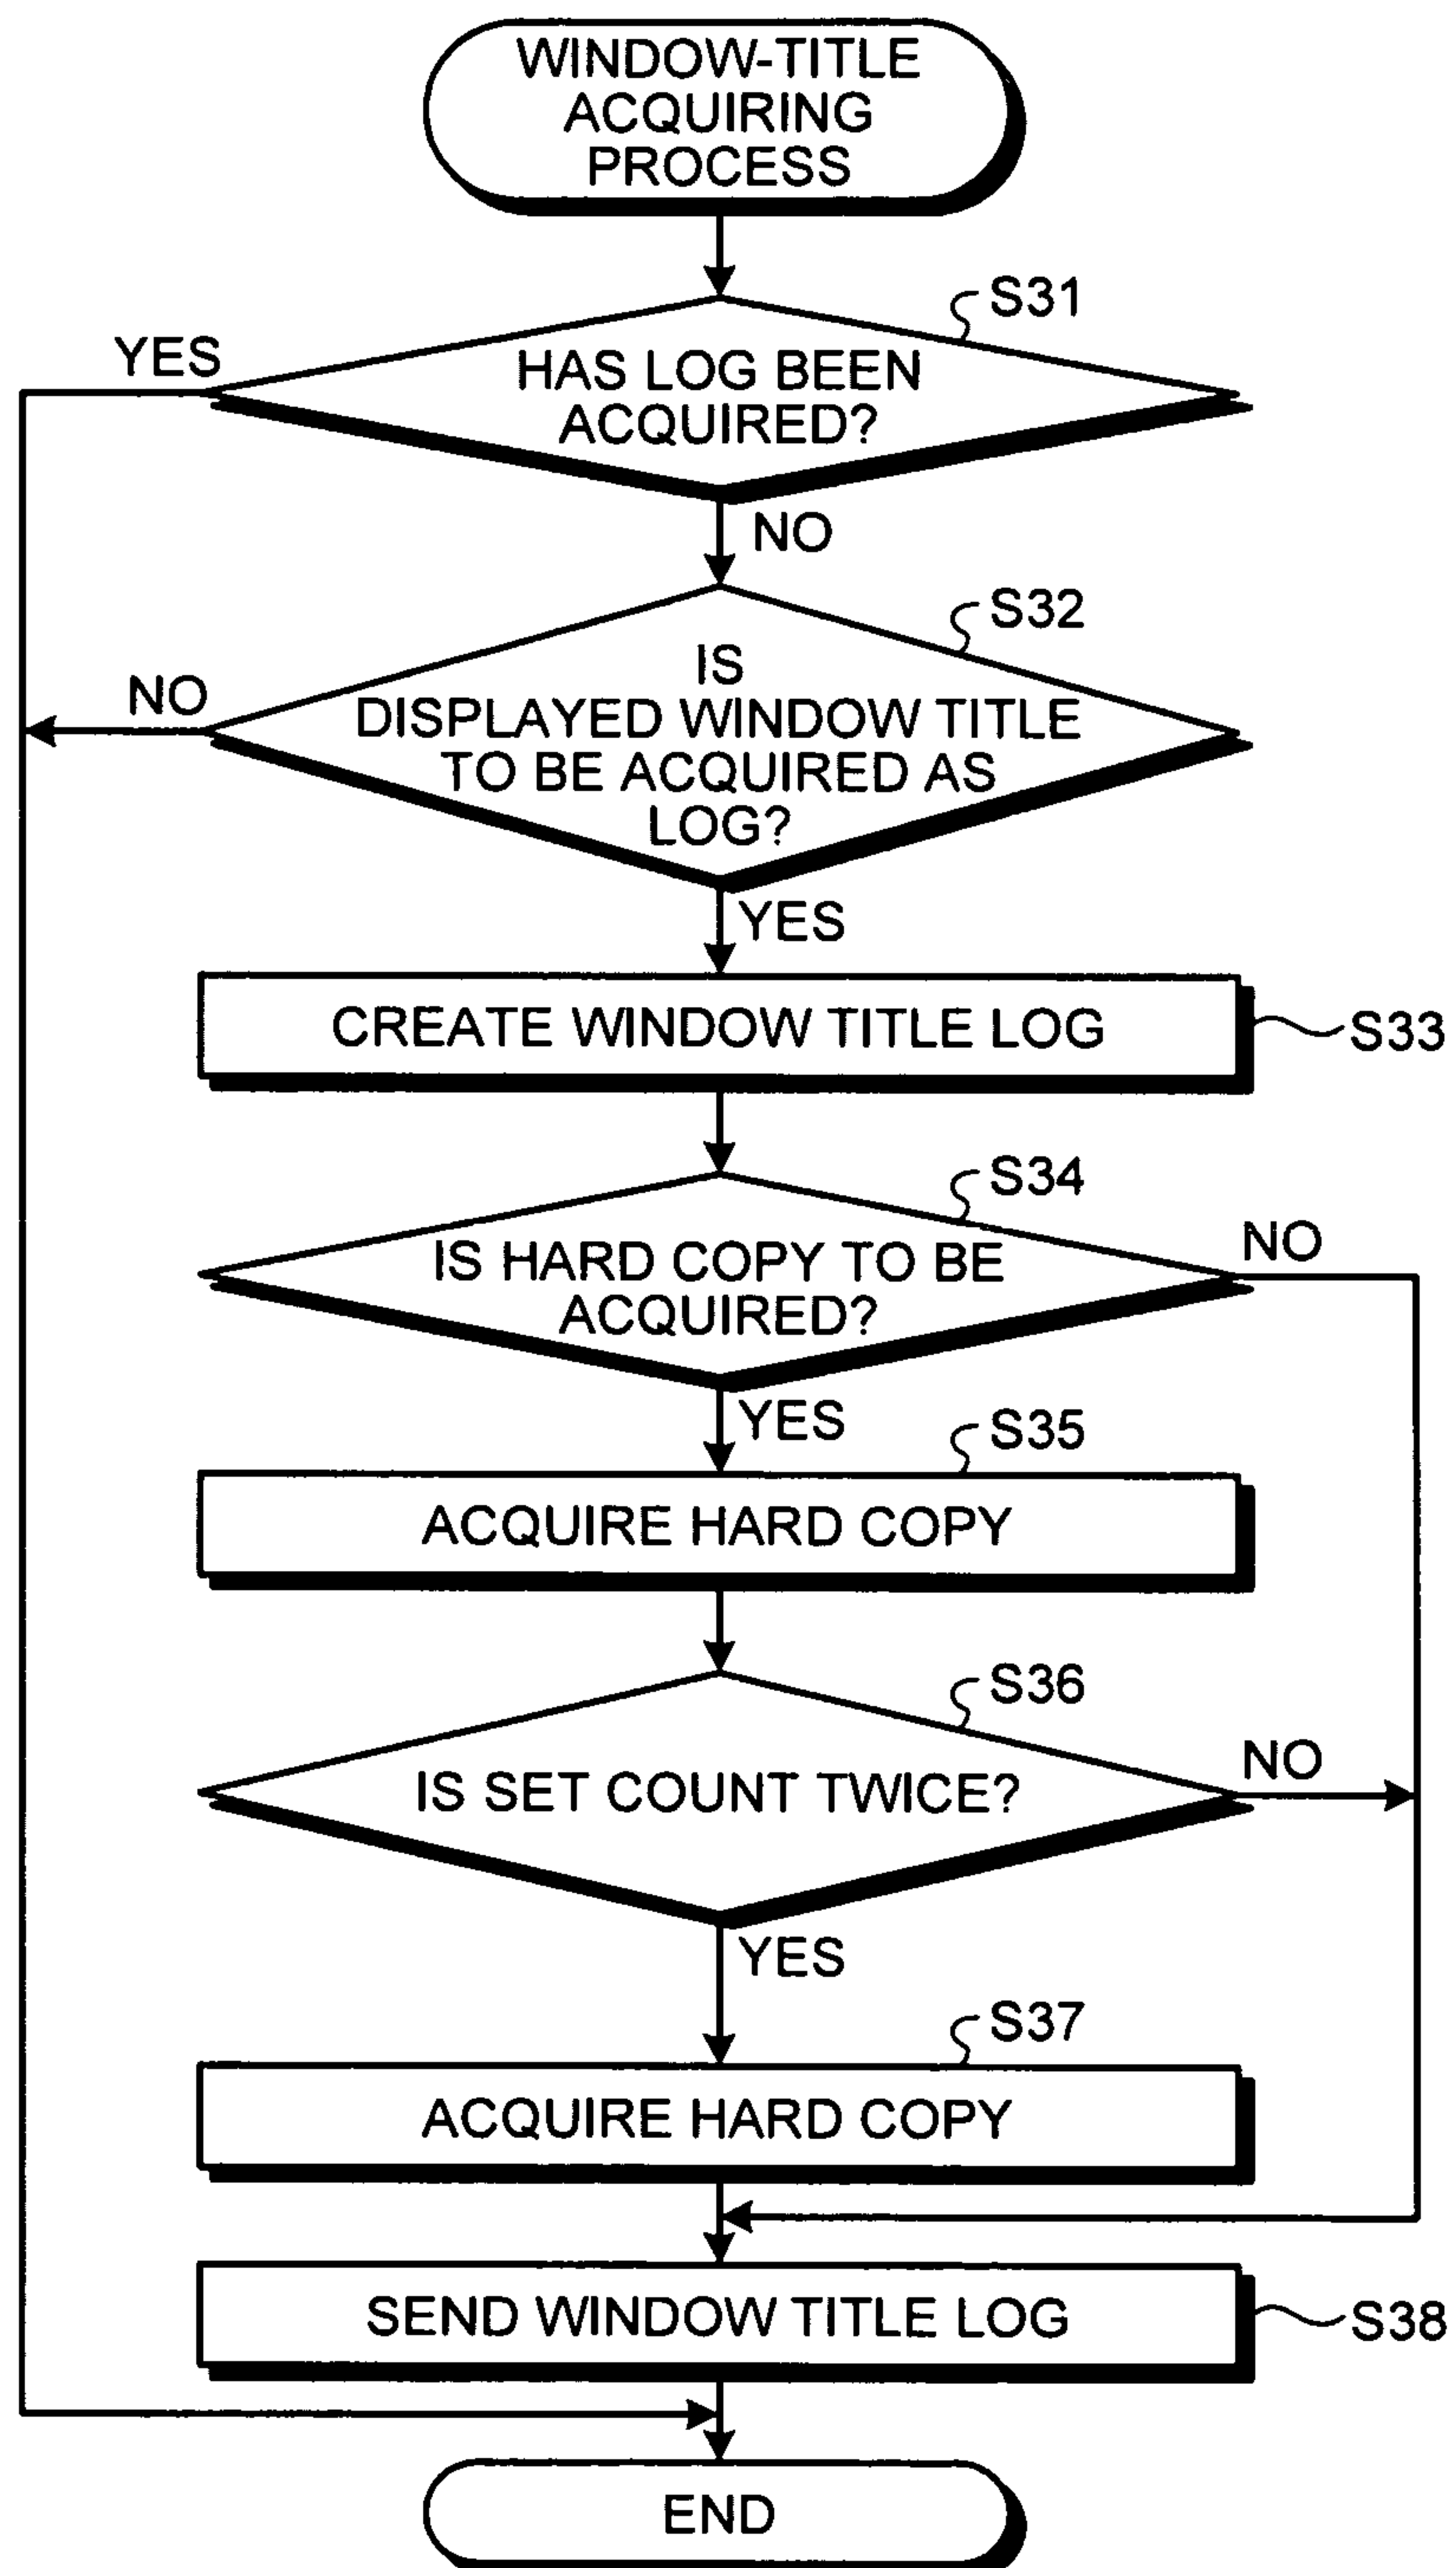 WINDOW-TITLE
ACQUIRING
PROCESS
S31
YES
HAS LOG BEEN
ACQUIRED?
NO
S32
NO
IS
DISPLAYED WINDOW TITLE
TO BE ACQUIRED AS
LOG?
YES
CREATE WINDOW TITLE LOG
S33
S34
NO
IS HARD COPY TO BE
ACQUIRED?
YES
S35
ACQUIRE HARD COPY
S36
NO
IS SET COUNT TWICE?
YES
S37
ACQUIRE HARD COPY
SEND WINDOW TITLE LOG
S38
END